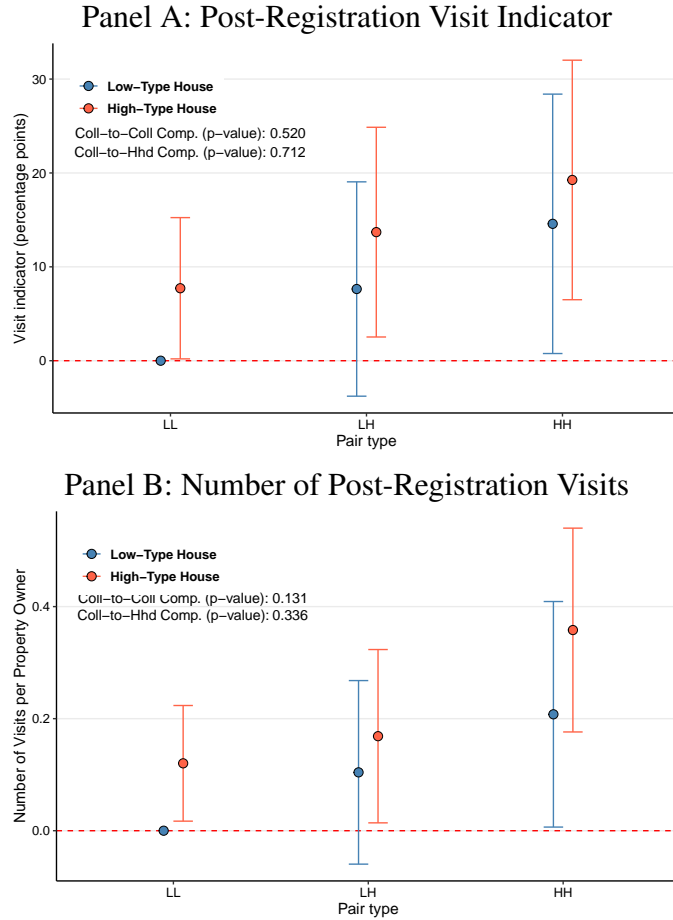 Panel A: Post-Registration Visit Indicator
Visit indicator (percentage points)
30
20
10
0
Low−Type House
High−Type House
Coll−to−Coll Comp. (p−value): 0.520
Coll−to−Hhd Comp. (p−value): 0.712
LL
LH
HH
Pair type
Panel B: Number of Post-Registration Visits
Number of Visits per Property Owner
0.4
0.2
0.0
Low−Type House
High−Type House
Coll−to−Coll Comp. (p−value): 0.131
Coll−to−Hhd Comp. (p−value): 0.336
LL
LH
HH
Pair type